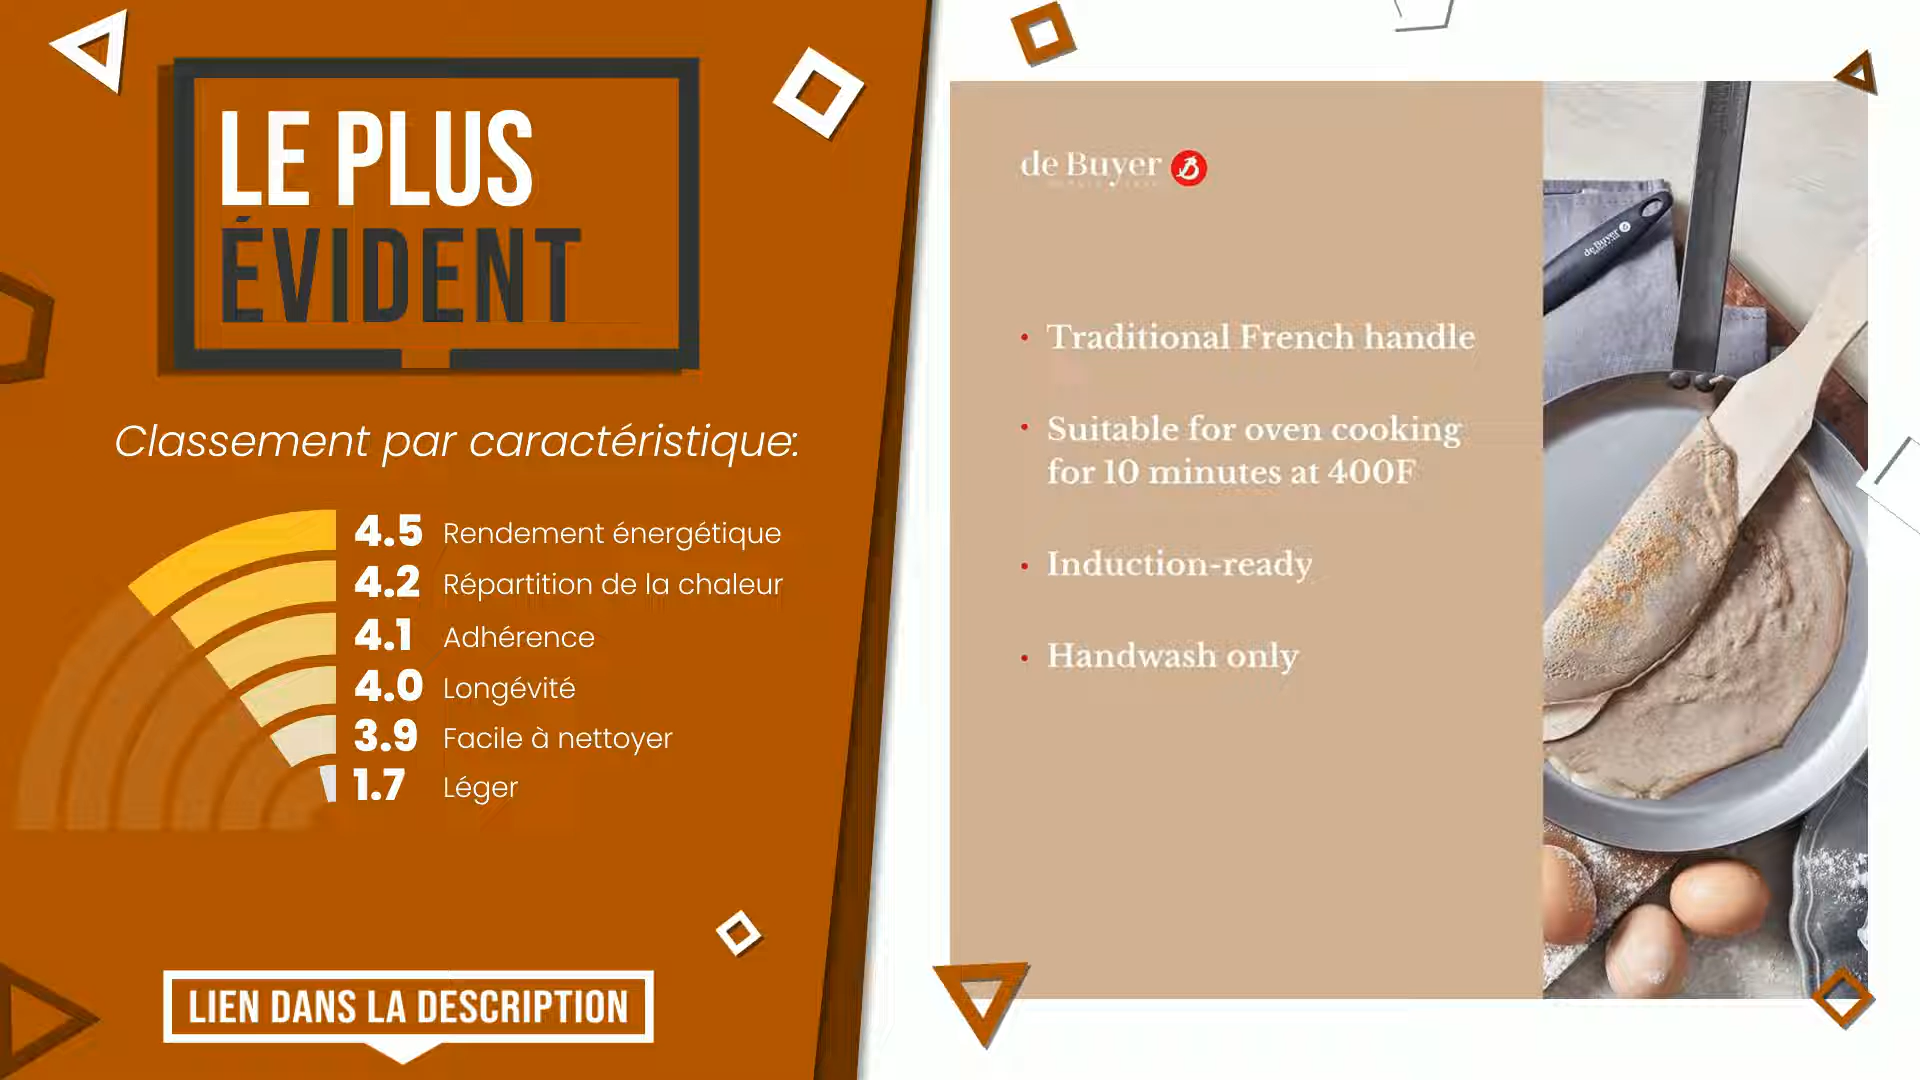 LE PLUS
ÉVIDENT
Classement par caractéristique:
4.5 Rendement énergétique
4.2 Répartition de la chaleur
4.1 Adhérence
4.0 Longévité
3.9 Facile à nettoyer
1.7 Léger
LIEN DANS LA DESCRIPTION
de Buyer
• Traditional French handle
• Suitable for oven cooking
for 10 minutes at 400F
• Induction-ready
• Handwash only
de Buyer